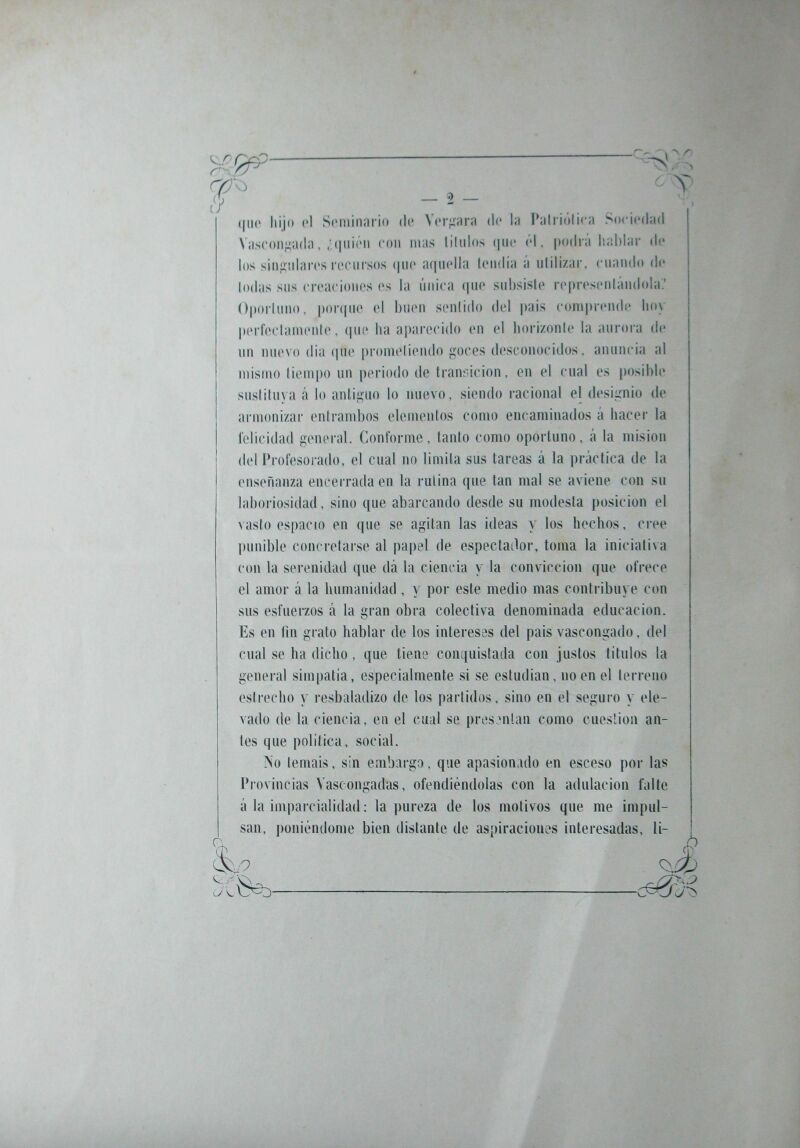 — 2 —
que hijo el Seminario de Vergara de la Patriótica Sociedad
Vascongada, ¿quién con mas titulos que él, podrá hablar de
los singulares recursos que aquella tendia á utilizar, cuando de
todas sus creaciones es la única que subsiste representándola?
Oportuno, porque el buen sentido del pais comprende hoy
perfectamente, que ha aparecido en el horizonte la aurora de
un nuevo dia que prometiendo goces desconocidos, anuncia al
mismo tiempo un periodo de transicion, en el cual es posible
sustituya á lo antiguo lo nuevo, siendo racional el designio de
armonizar entrambos elementos como encaminados á hacer la
felicidad general. Conforme, tanto como oportuno, á la mision
del Profesorado, el cual no limita sus tareas á la práctica de la
enseñanza encerrada en la rutina que tan mal se aviene con su
laboriosidad, sino que abarcando desde su modesta posicion el
vasto espacio en que se agitan las ideas y los hechos, cree
punible concretarse al papel de espectador, toma la iniciativa
con la serenidad que dá la ciencia y la conviccion que ofrece
el amor á la humanidad, y por este medio mas contribuye con
sus esfuerzos á la gran obra colectiva denominada educacion.
Es en fin grato hablar de los intereses del pais vascongado, del
cual se ha dicho, que tiene conquistada con justos titulos la
general simpatia, especialmente si se estudian, no en el terreno
estrecho y resbaladizo de los partidos, sino en el seguro y ele-
vado de la ciencia, en el cual se presentan como cuestion an-
tes que politica, social.
No temais, sin embargo, que apasionado en esceso por las
Provincias Vascongadas, ofendiéndolas con la adulacion falte
á la imparcialidad: la pureza de los motivos que me impul-
san, poniéndome bien distante de aspiraciones interesadas, li-